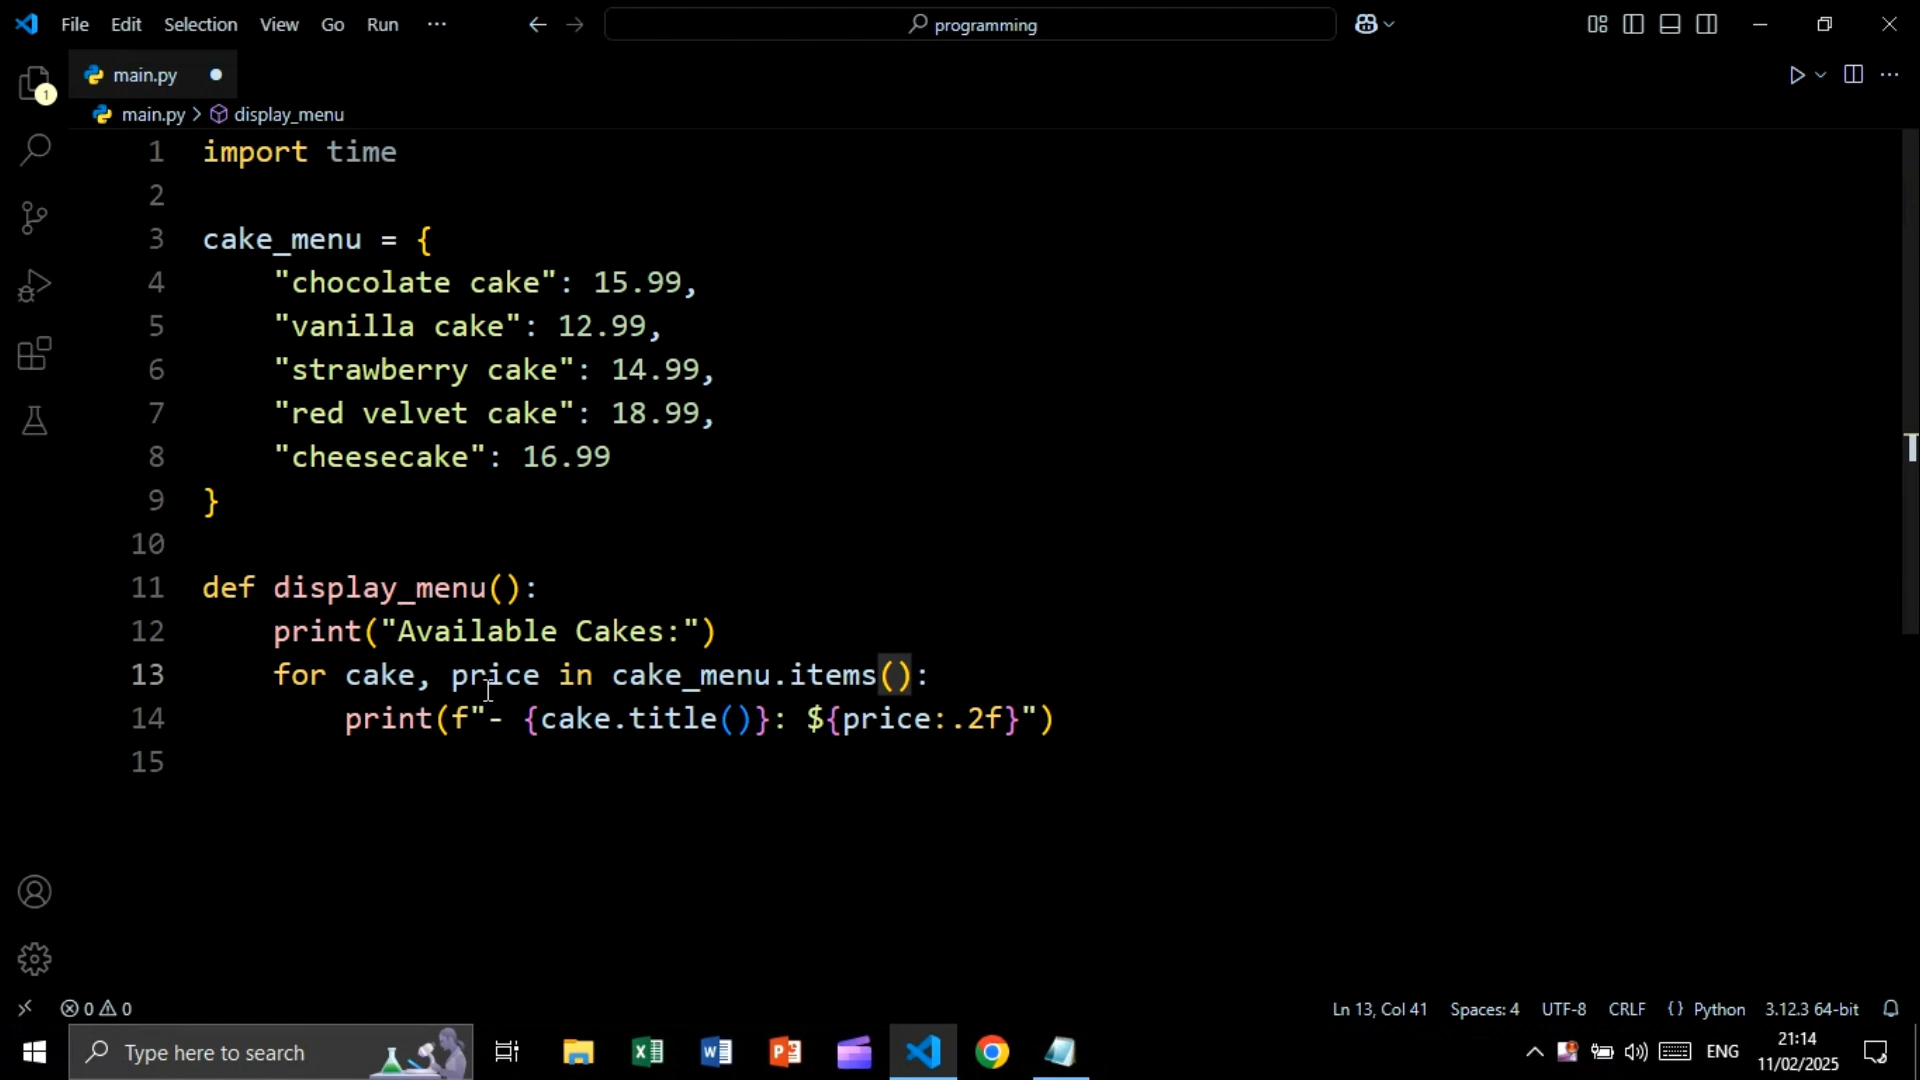 File Edit Selection View Go Run ··· programming
main.py
1
main.py > display_menu
1 import time
2
3 cake_menu = {
4     "chocolate cake": 15.99,
5     "vanilla cake": 12.99,
6     "strawberry cake": 14.99,
7     "red velvet cake": 18.99,
8     "cheesecake": 16.99
9 }
10
11 def display_menu():
12     print("Available Cakes:")
13     for cake, price in cake_menu.items():
14         print(f"- {cake.title()}: ${price:.2f}")
15
0 0 Ln 13, Col 41 Spaces: 4 UTF-8 CRLF {} Python 3.12.3 64-bit
Type here to search ENG 21:14
11/02/2025